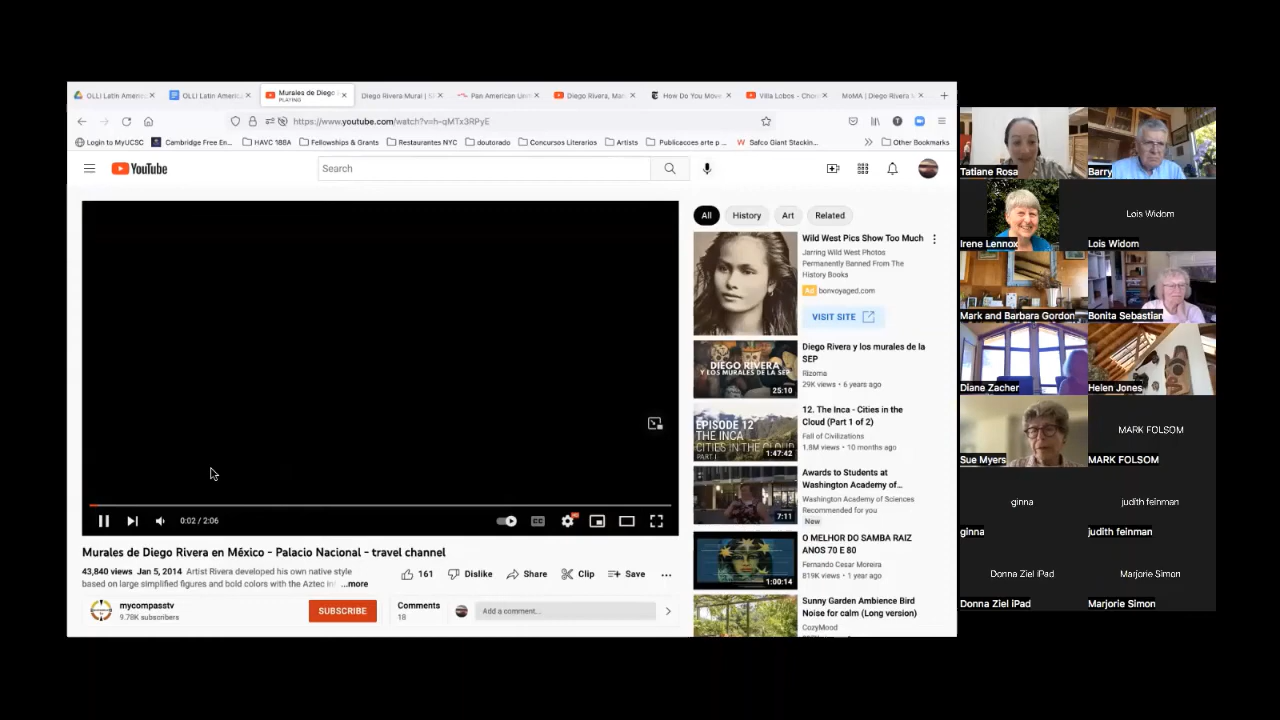 OLLI Latin Americ
OLLI Latin Americ
Murales de Diego
PLAYING
Diego Rivera Mural | S
Pan American Uni
Diego Rivera, Man
How Do You Move
Villa Lobos - Chor
MoMA | Diego Rivera
https://www.youtube.com/watch?v=h-qMTx3RPyE
Login to MyUCSC
Cambridge Free En...
HAVC 188A
Fellowships & Grants
Restaurantes NYC
doutorado
Concursos Literarios
Artists
Publicacoes arte p ...
Safco Giant Stackin...
Other Bookmarks
YouTube
Search
All
History
Art
Related
Wild West Pics Show Too Much
Jarring Wild West Photos
Permanently Banned From The
History Books
Ad bonvoyaged.com
VISIT SITE
DIEGO RIVERA
Y LOS MURALES DE LA SEP
25:10
Diego Rivera y los murales de la
SEP
Rizoma
29K views • 6 years ago
EPISODE 12
THE INCA
CITIES IN THE CLOUD
PART I
1:47:42
12. The Inca - Cities in the
Cloud (Part 1 of 2)
Fall of Civilizations
1.8M views • 10 months ago
7:11
Awards to Students at
Washington Academy of...
Washington Academy of Sciences
Recommended for you
New
1:00:14
O MELHOR DO SAMBA RAIZ
ANOS 70 E 80
Fernando Cesar Moreira
819K views • 1 year ago
Sunny Garden Ambience Bird
Noise for calm (Long version)
CozyMood
0:02 / 2:06
CC
Murales de Diego Rivera en México - Palacio Nacional - travel channel
43,840 views Jan 5, 2014 Artist Rivera developed his own native style
based on large simplified figures and bold colors with the Aztec in ...more
161
Dislike
Share
Clip
Save
mycompasstv
9.78K subscribers
SUBSCRIBE
Comments
18
Add a comment...
Tatiane Rosa
Barry
Irene Lennox
Lois Widom
Lois Widom
Mark and Barbara Gordon
Bonita Sebastian
Diane Zacher
Helen Jones
Sue Myers
MARK FOLSOM
MARK FOLSOM
ginna
ginna
judith feinman
judith feinman
Donna Ziel iPad
Donna Ziel iPad
Marjorie Simon
Marjorie Simon